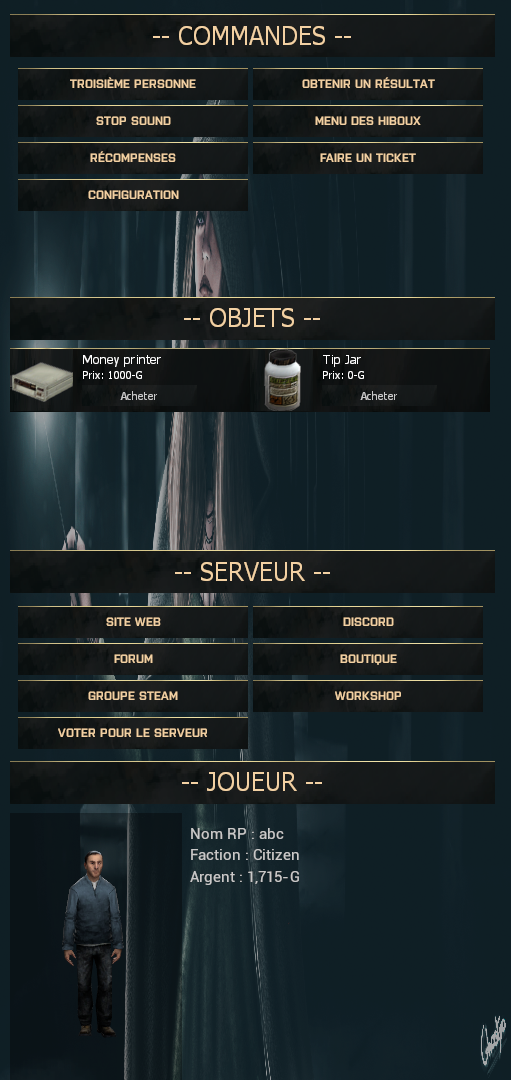 -- COMMANDES --
TROISIÈME PERSONNE
OBTENIR UN RÉSULTAT
STOP SOUND
MENU DES HIBOUX
RÉCOMPENSES
FAIRE UN TICKET
CONFIGURATION
-- OBJETS --
Money printer
Prix: 1000-G
Acheter
Tip Jar
Prix: 0-G
Acheter
-- SERVEUR --
SITE WEB
DISCORD
FORUM
BOUTIQUE
GROUPE STEAM
WORKSHOP
VOTER POUR LE SERVEUR
-- JOUEUR --
Nom RP : abc
Faction : Citizen
Argent : 1,715-G